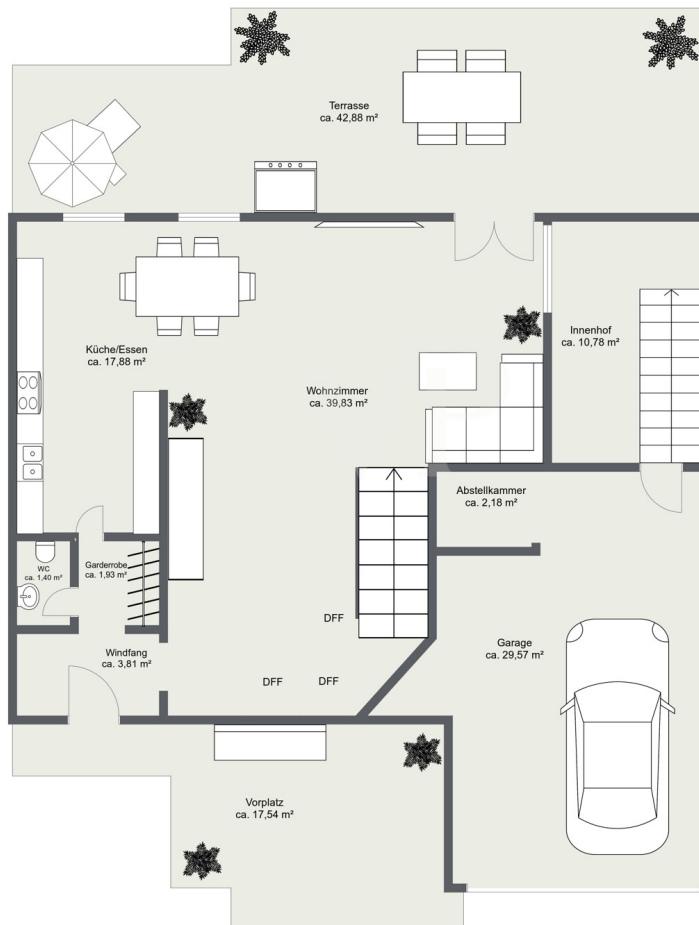 Terrasse
ca. 42,88 m²
Küche/Essen
ca. 17,88 m²
Wohnzimmer
ca. 39,83 m²
Innenhof
ca. 10,78 m²
Abstellkammer
ca. 2,18 m²
WC
ca. 1,40 m²
Garderrobe
ca. 1,93 m²
DFF
Garage
ca. 29,57 m²
Windfang
ca. 3,81 m²
DFF
DFF
Vorplatz
ca. 17,54 m²